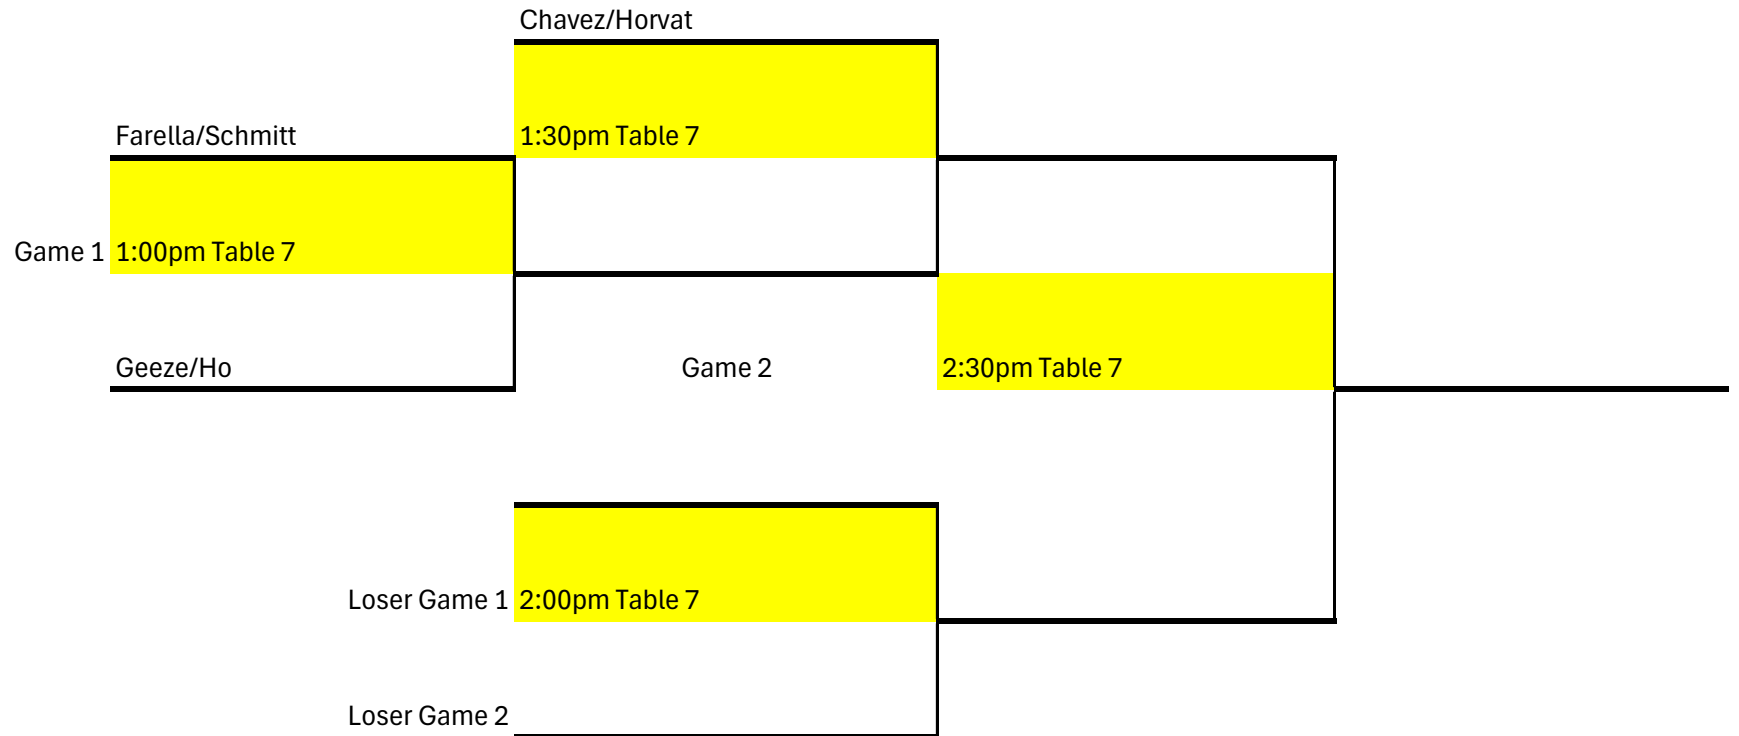 Chavez/Horvat
Farella/Schmitt
1:30pm Table 7
Game 1
1:00pm Table 7
Geeze/Ho
Game 2
2:30pm Table 7
Loser Game 1
2:00pm Table 7
Loser Game 2